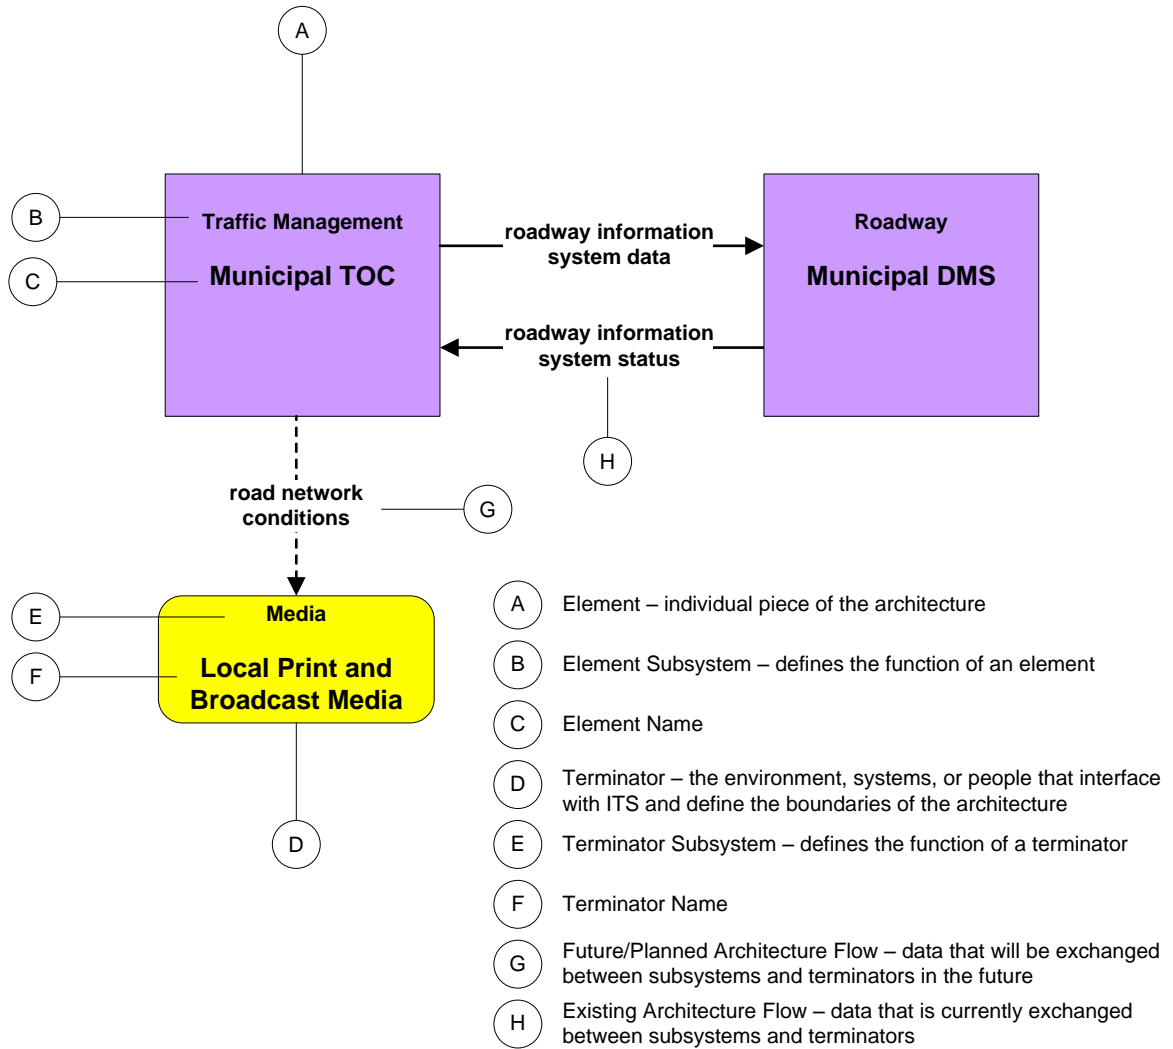 A
B
Traffic Management
C
Municipal TOC
roadway information
system data
Roadway
Municipal DMS
roadway information
system status
H
road network
conditions
G
E
Media
F
Local Print and
Broadcast Media
D
A Element – individual piece of the architecture
B Element Subsystem – defines the function of an element
C Element Name
D Terminator – the environment, systems, or people that interface
with ITS and define the boundaries of the architecture
E Terminator Subsystem – defines the function of a terminator
F Terminator Name
G Future/Planned Architecture Flow – data that will be exchanged
between subsystems and terminators in the future
H Existing Architecture Flow – data that is currently exchanged
between subsystems and terminators